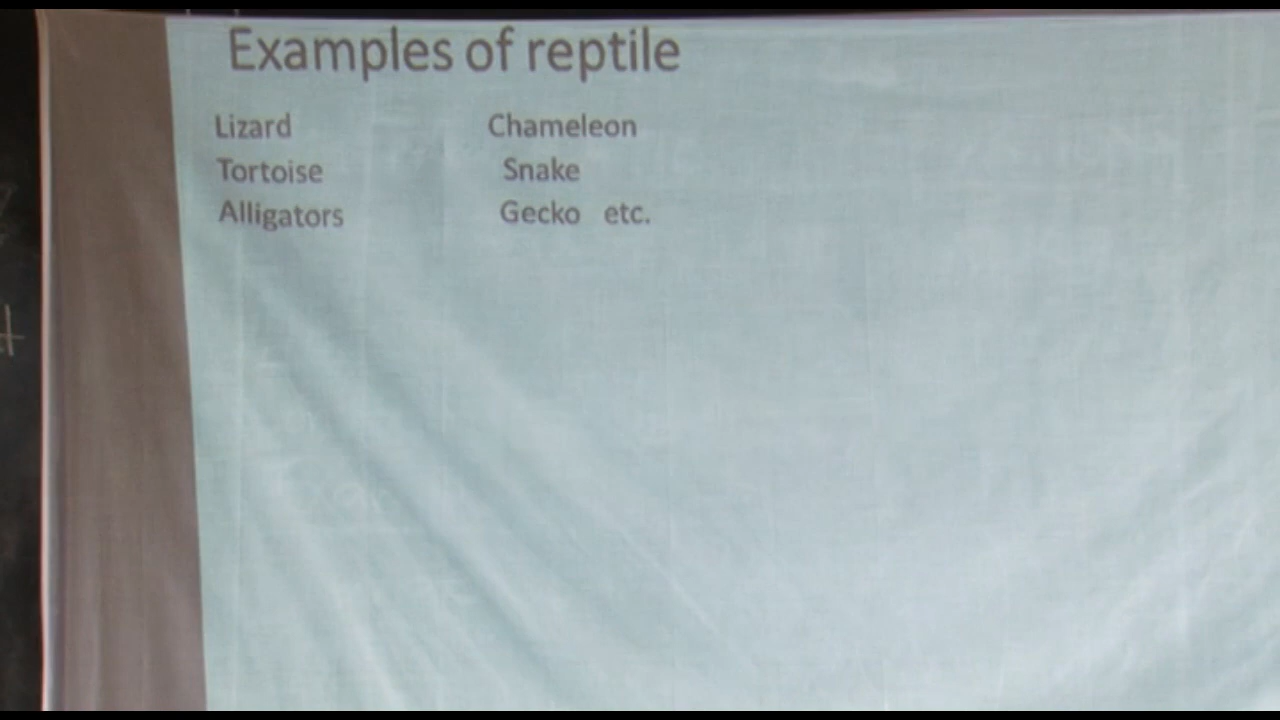 Examples of reptile
Lizard Chameleon
Tortoise Snake
Alligators Gecko etc.